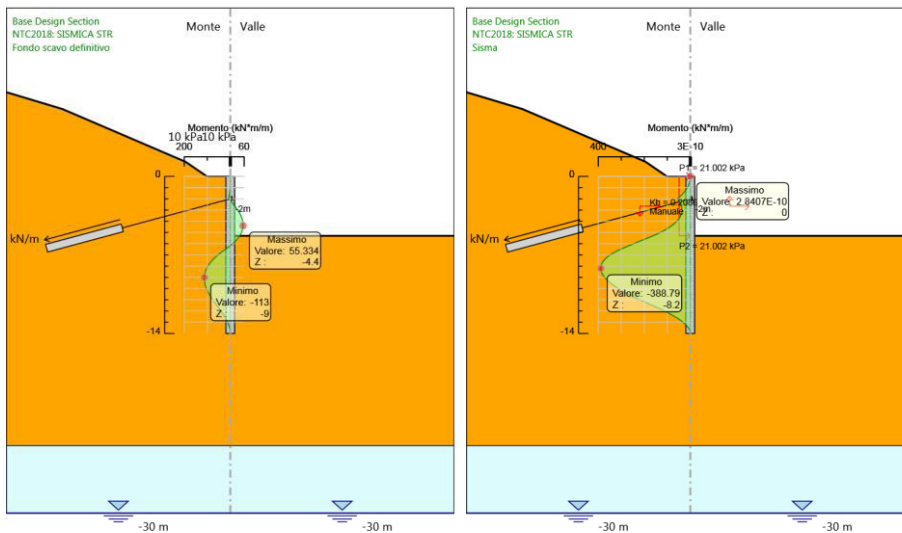 Base Design Section
NTC2018: SISMICA STR
Fondo scavo definitivo
Monte
Valle
Momento (kN*m/m)
10 kPa
10 kPa
200
60
0
-2m
kN/m
Massimo
Valore: 55.334
Z : -4.4
Minimo
Valore: -113
Z : -9
-14
-30 m
-30 m
Base Design Section
NTC2018: SISMICA STR
Sisma
Monte
Valle
Momento (kN*m/m)
400
3E-10
P1 = 21.002 kPa
0
Massimo
Valore: 2.8407E-10
Z : 0
Manuale
-2m
kN/m
P2 = 21.002 kPa
Minimo
Valore: -388.79
Z : -8.2
-14
-30 m
-30 m